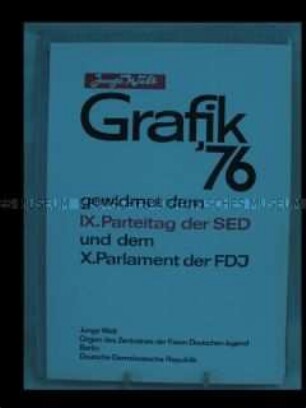 Junge Welt
Grafik
'76
gewidmet dem
IX.Parteitag der SED
und dem
X.Parlament der FDJ
Junge Welt
Organ des Zentralrats der Freien Deutschen Jugend
Berlin
Deutsche Demokratische Republik